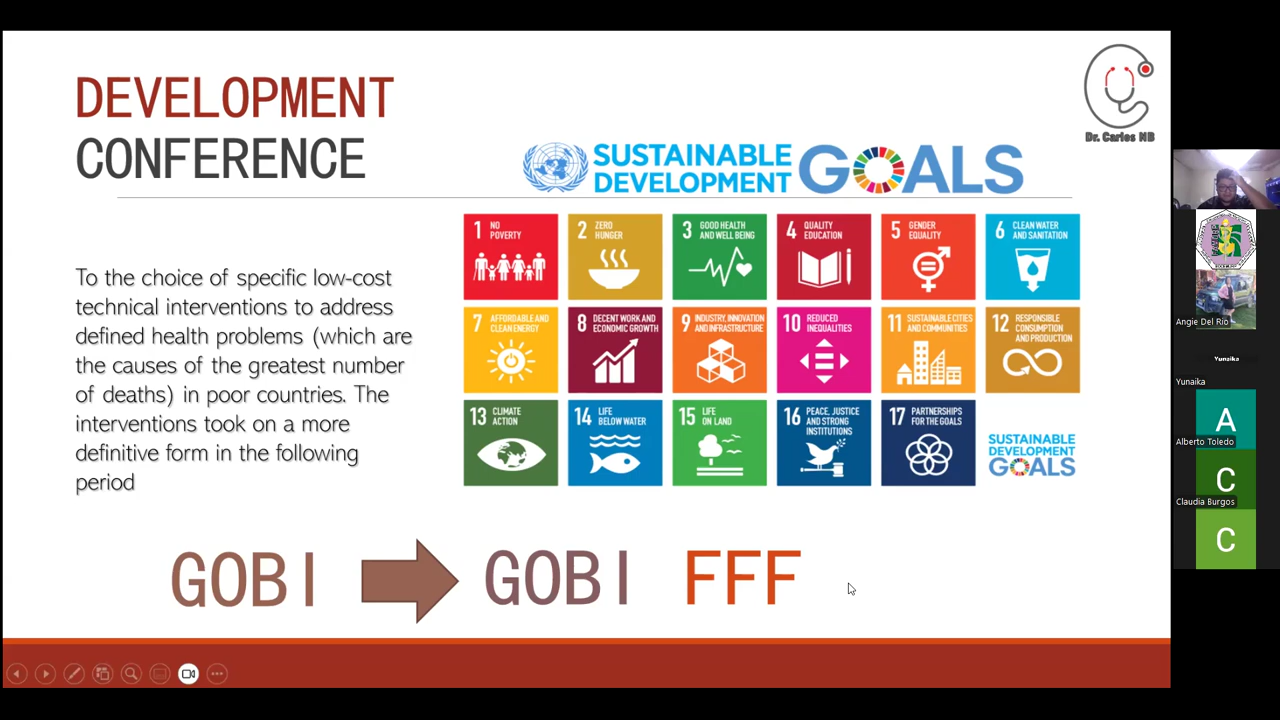 DEVELOPMENT
CONFERENCE
Dr. Carlos NB
SUSTAINABLE
DEVELOPMENT
GOALS
1 NO
POVERTY
2 ZERO
HUNGER
3 GOOD HEALTH
AND WELL BEING
4 QUALITY
EDUCATION
5 GENDER
EQUALITY
6 CLEAN WATER
AND SANITATION
7 AFFORDABLE AND
CLEAN ENERGY
8 DECENT WORK AND
ECONOMIC GROWTH
9 INDUSTRY, INNOVATION
AND INFRASTRUCTURE
10 REDUCED
INEQUALITIES
11 SUSTAINABLE CITIES
AND COMMUNITIES
12 RESPONSIBLE
CONSUMPTION
AND PRODUCTION
13 CLIMATE
ACTION
14 LIFE
BELOW WATER
15 LIFE
ON LAND
16 PEACE, JUSTICE
AND STRONG
INSTITUTIONS
17 PARTNERSHIPS
FOR THE GOALS
SUSTAINABLE
DEVELOPMENT
GOALS
To the choice of specific low-cost
technical interventions to address
defined health problems (which are
the causes of the greatest number
of deaths) in poor countries. The
interventions took on a more
definitive form in the following
period
GOBI
GOBI FFF
Angie Del Rio
Yunaika
Yunaika
A
Alberto Toledo
C
Claudia Burgos
C